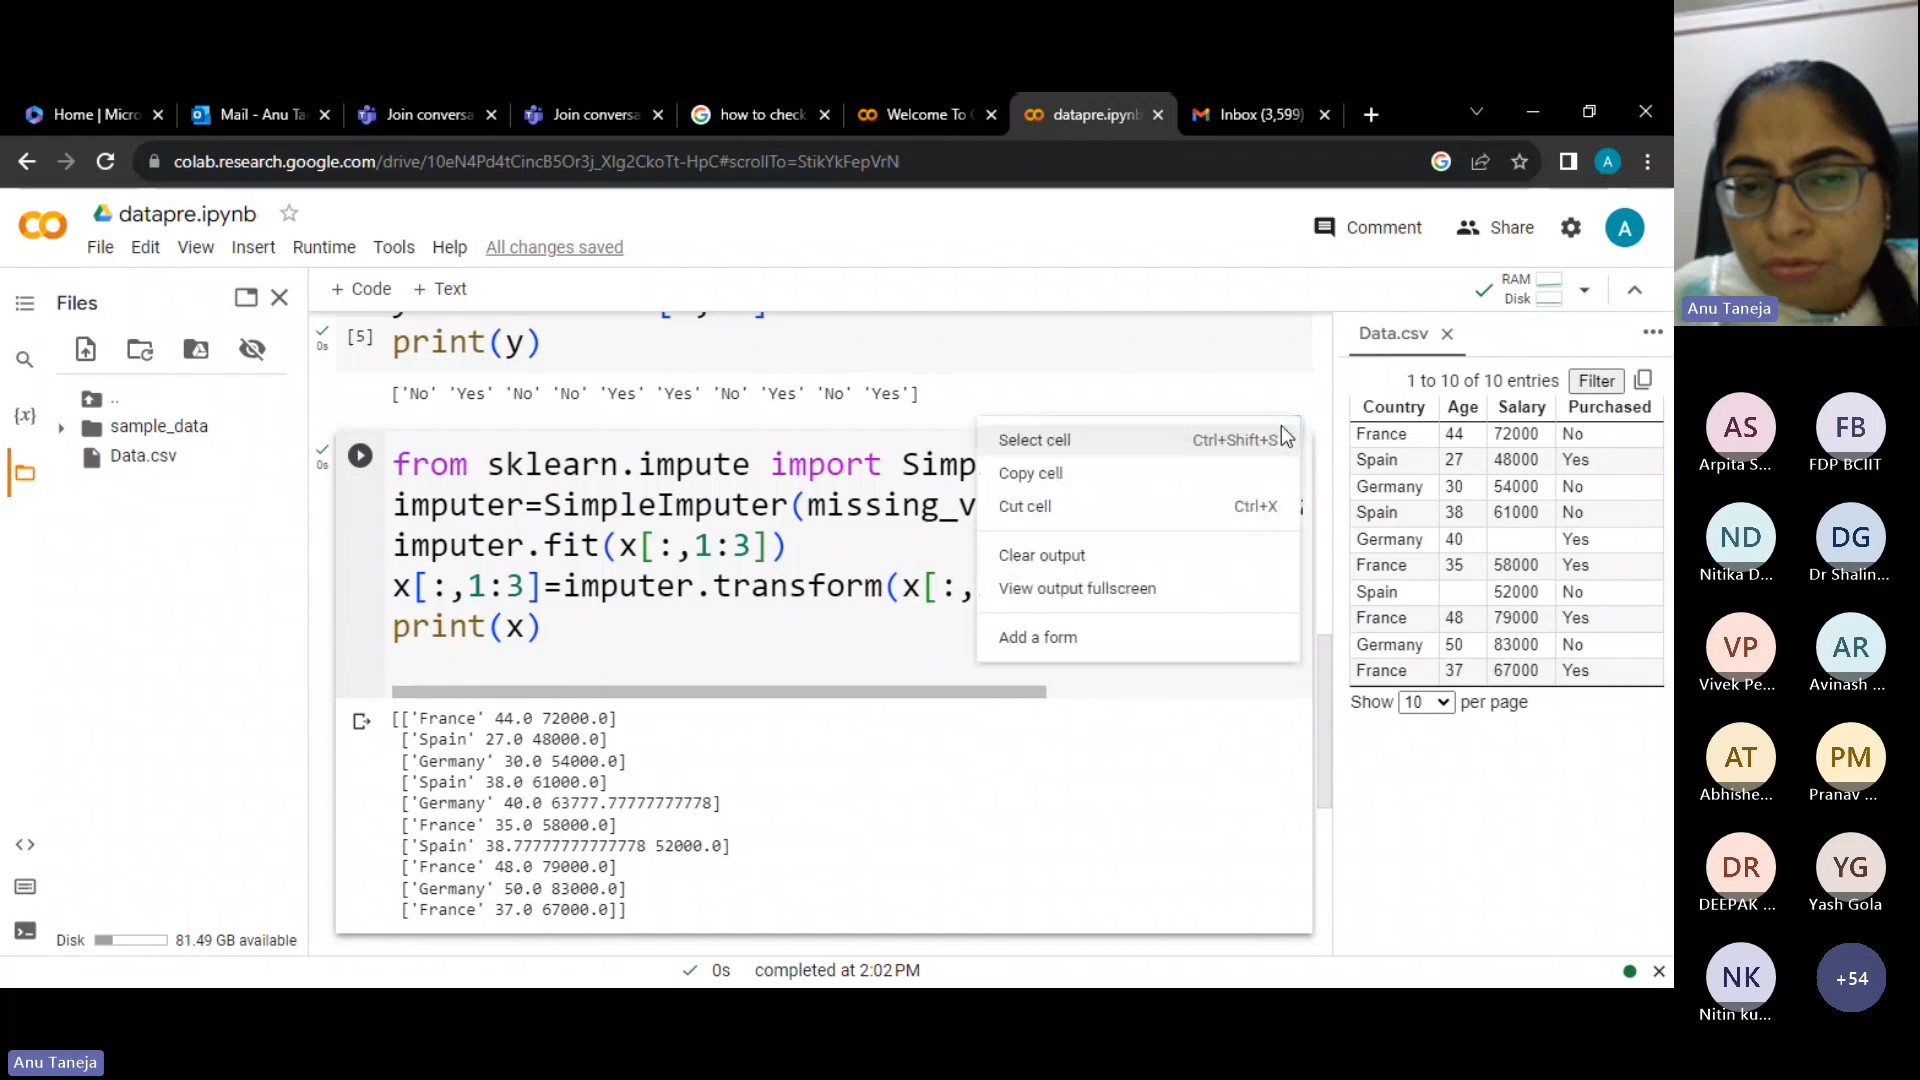 Home | Micro
Mail - Anu Ta
Join conversa
Join conversa
how to check
Welcome To C
datapre.ipynb
Inbox (3,599)
colab.research.google.com/drive/10eN4Pd4tCincB5Or3j_XIg2CkoTt-HpC#scrollTo=StikYkFepVrN
A
datapre.ipynb
File Edit View Insert Runtime Tools Help All changes saved
Comment Share A
Files
+ Code + Text
RAM
Disk
..
sample_data
Data.csv
{x}
Disk 81.49 GB available
[5]
0s
print(y)
['No' 'Yes' 'No' 'No' 'Yes' 'Yes' 'No' 'Yes' 'No' 'Yes']
0s
from sklearn.impute import Simp
imputer=SimpleImputer(missing_v
imputer.fit(x[:,1:3])
x[:,1:3]=imputer.transform(x[:,
print(x)
Select cell Ctrl+Shift+S
Copy cell
Cut cell Ctrl+X
Clear output
View output fullscreen
Add a form
[['France' 44.0 72000.0]
['Spain' 27.0 48000.0]
['Germany' 30.0 54000.0]
['Spain' 38.0 61000.0]
['Germany' 40.0 63777.77777777778]
['France' 35.0 58000.0]
['Spain' 38.77777777777778 52000.0]
['France' 48.0 79000.0]
['Germany' 50.0 83000.0]
['France' 37.0 67000.0]]
0s completed at 2:02 PM
Data.csv
1 to 10 of 10 entries Filter
Country Age Salary Purchased
France 44 72000 No
Spain 27 48000 Yes
Germany 30 54000 No
Spain 38 61000 No
Germany 40 Yes
France 35 58000 Yes
Spain 52000 No
France 48 79000 Yes
Germany 50 83000 No
France 37 67000 Yes
Show 10 per page
Anu Taneja
AS FB
Arpita S... FDP BCIIT
ND DG
Nitika D... Dr Shalin...
VP AR
Vivek Pe... Avinash ...
AT PM
Abhishe... Pranav ...
DR YG
DEEPAK ... Yash Gola
NK +54
Nitin ku...
Anu Taneja